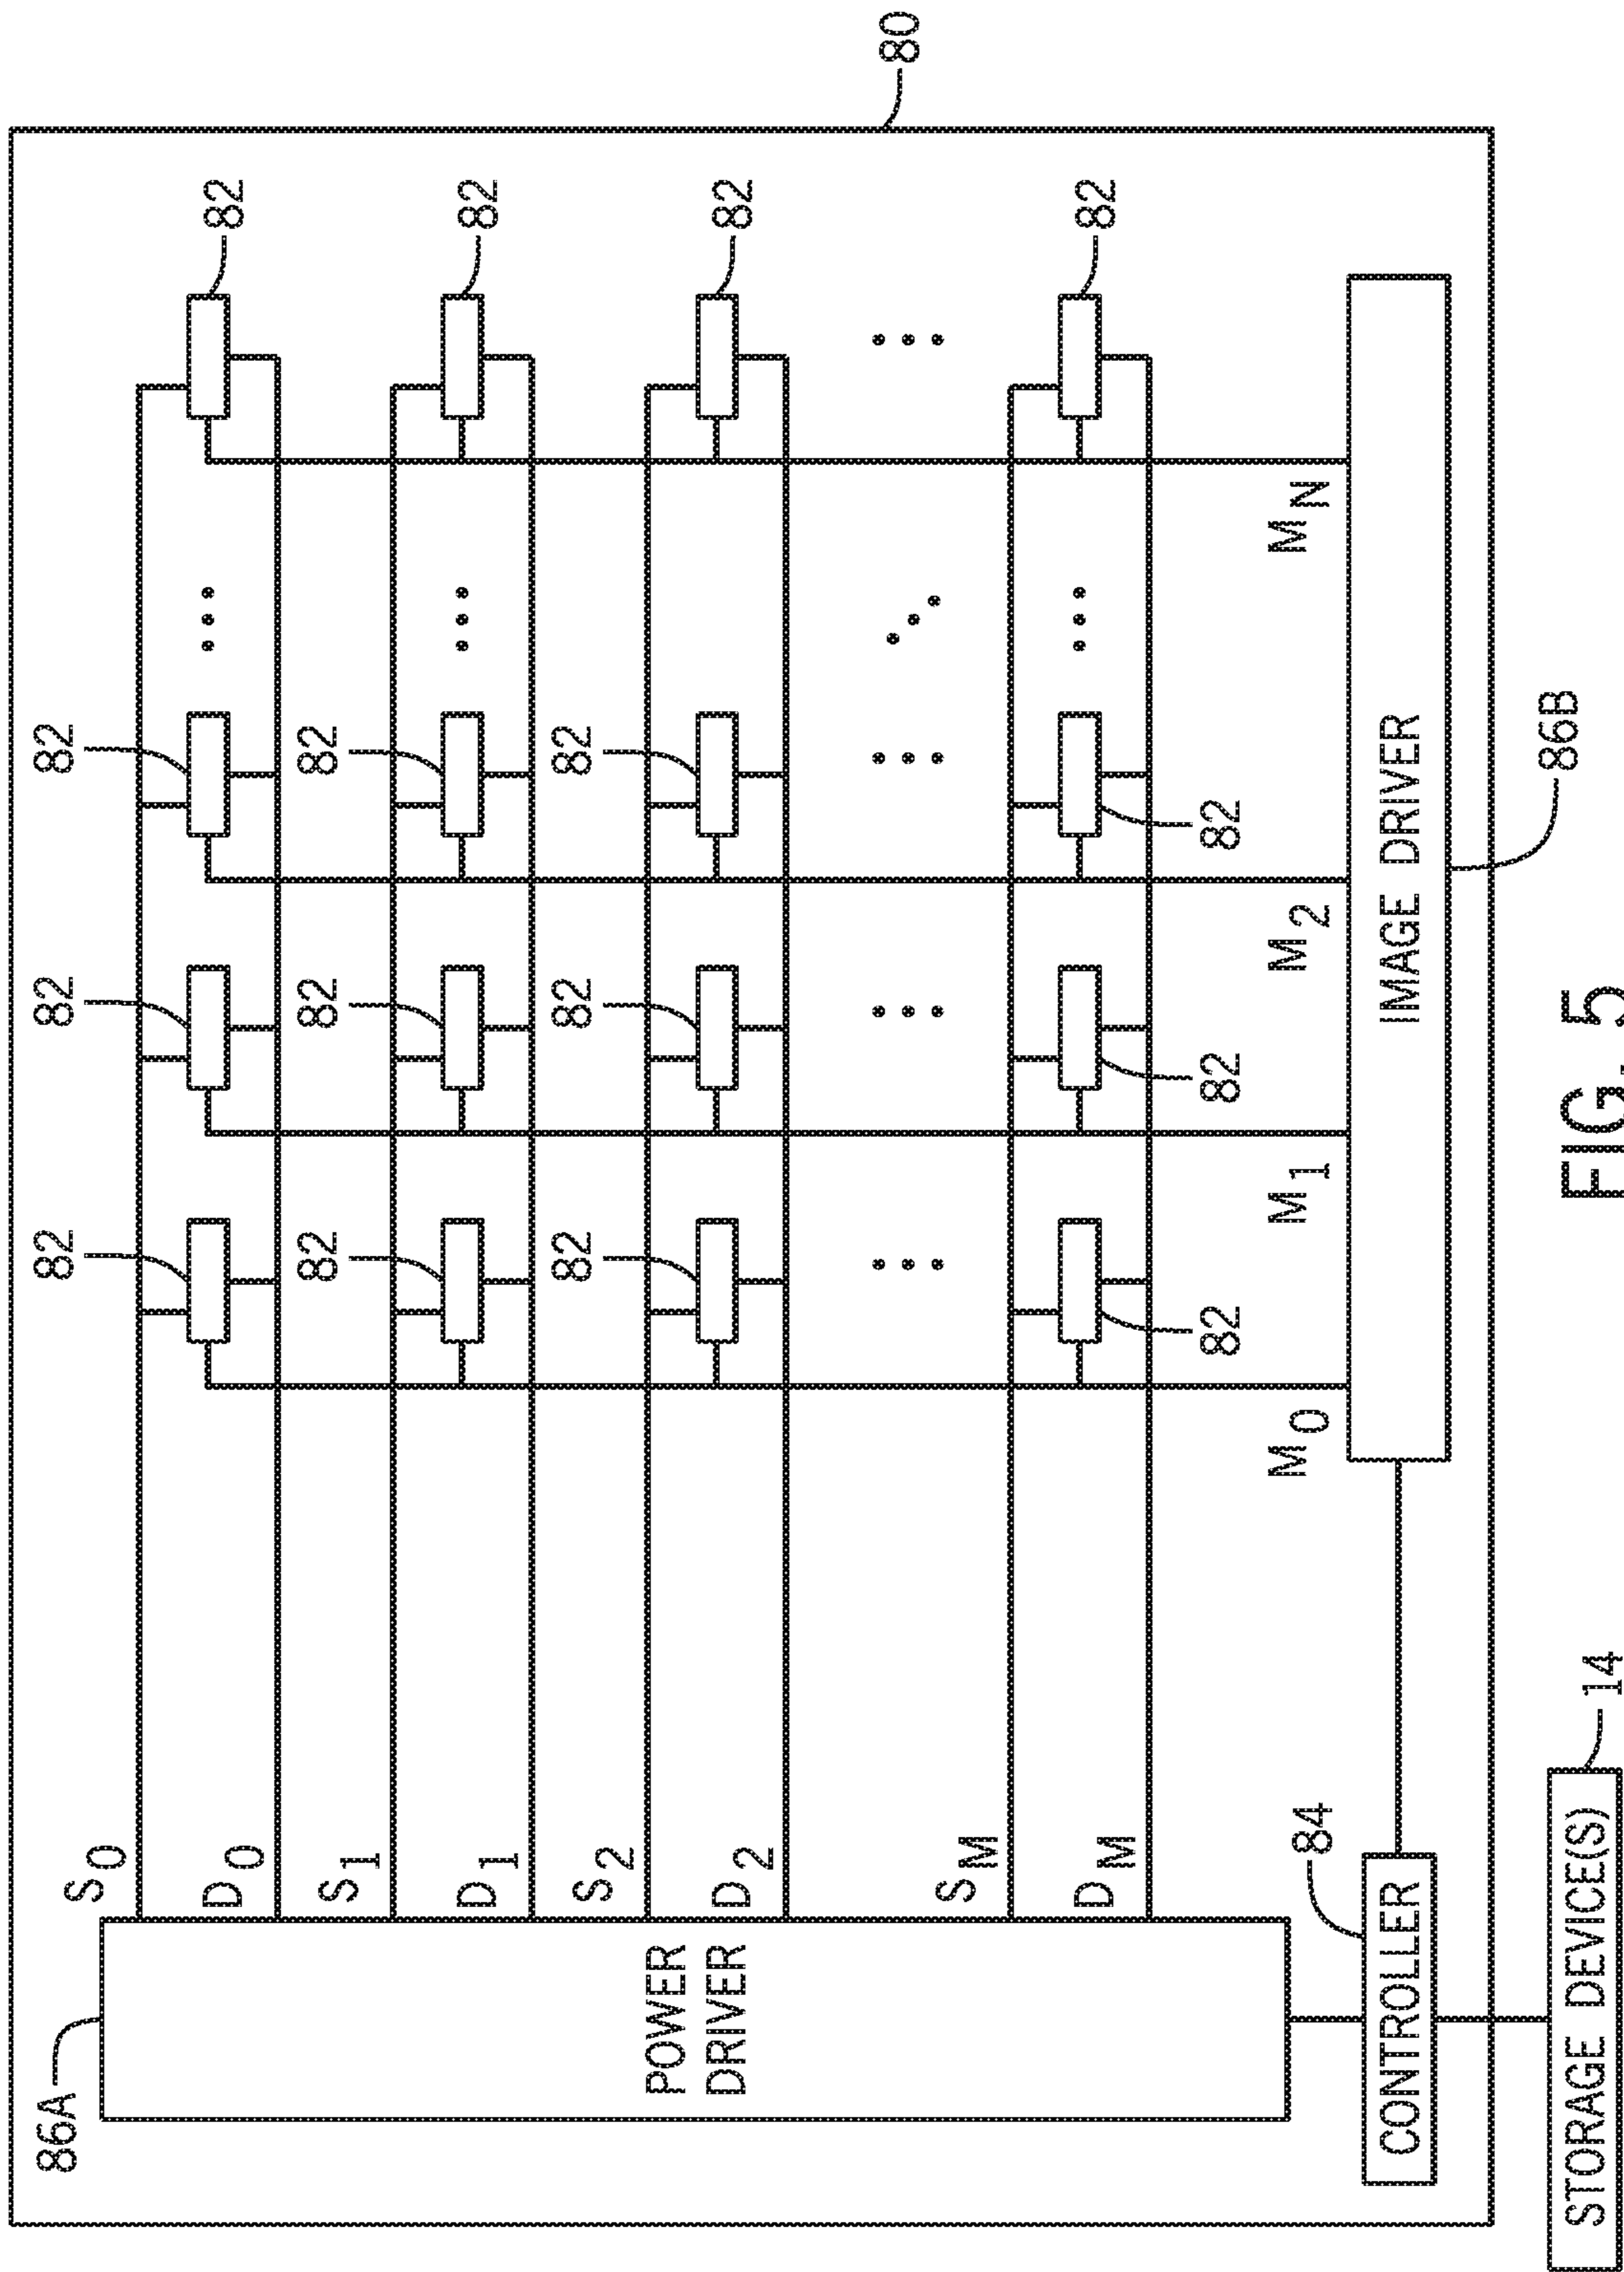 86A
82 82 82
S0
82
D0
82 82 82
S1
82
D1
82 82 82
S2
POWER
DRIVER
D2
82
80
SM
DM
82
82 82 82
M0 M1 M2 MN
84
CONTROLLER
IMAGE DRIVER
86B
STORAGE DEVICE(S)
14
FIG. 5